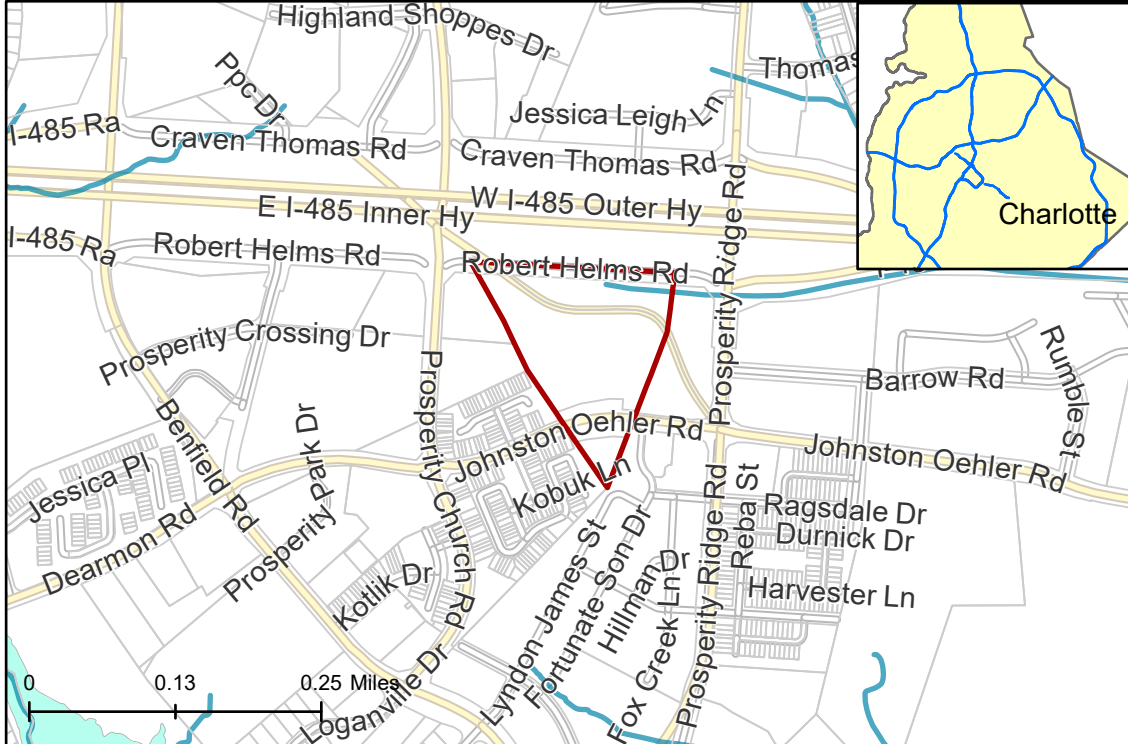 Highland Shoppes Dr
Ppc Dr
Thomas
Jessica Leigh Ln
I-485 Ra
Craven Thomas Rd
Craven Thomas Rd
W I-485 Outer Hy
E I-485 Inner Hy
Charlotte
I-485 Ra
Robert Helms Rd
Robert Helms Rd
Prosperity Ridge Rd
Prosperity Crossing Dr
Prosperity Church Rd
Barrow Rd
Rumble St
Benfield Rd
Prosperity Park Dr
Johnston Oehler Rd
Johnston Oehler Rd
Jessica Pl
Kobuk Ln
Dearmon Rd
Kotlik Dr
Lyndon James St
Fortunate Son Dr
Hillman Dr
Fox Creek Ln
Prosperity Ridge Rd
Reba St
Ragsdale Dr
Durnick Dr
Harvester Ln
Loganville Dr
0 0.13 0.25 Miles